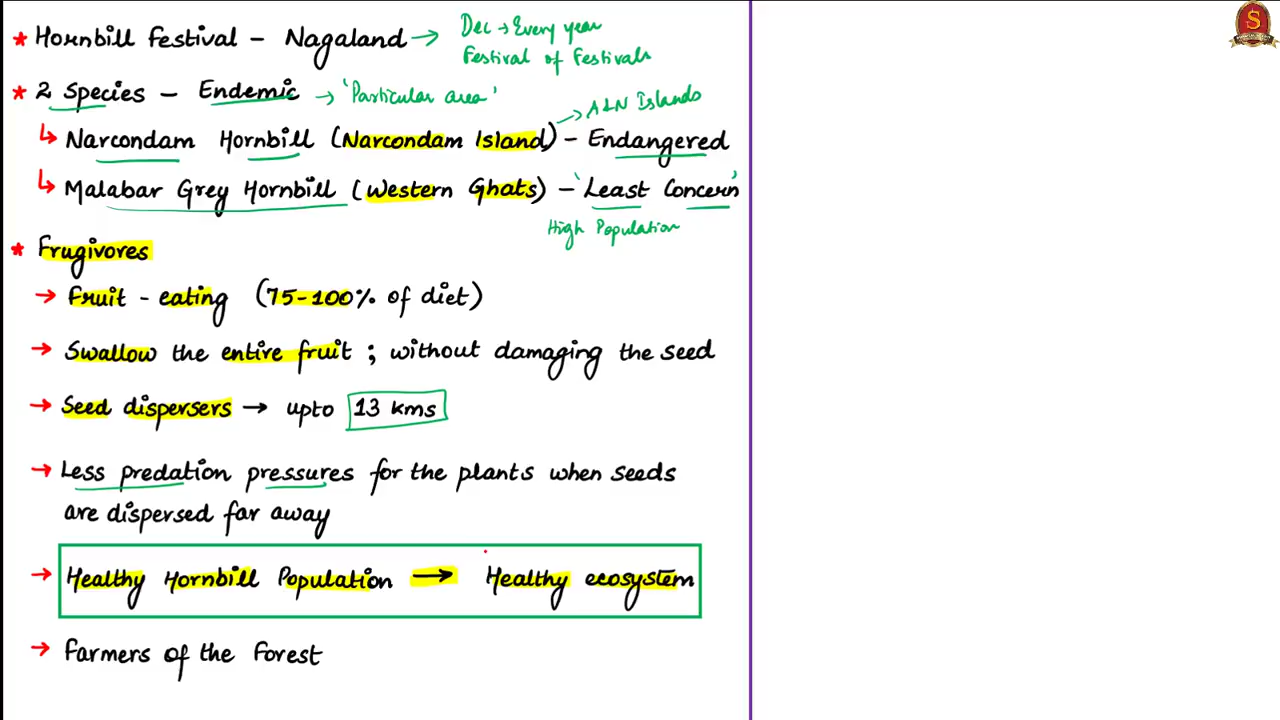 * Hornbill Festival - Nagaland → Dec → Every year
Festival of Festivals
* 2 Species - Endemic → 'Particular area'
↳ Narcondam Hornbill (Narcondam Island) - Endangered
→ A&N Islands
↳ Malabar Grey Hornbill (Western Ghats) - 'Least Concern'
High Population
* Frugivores
→ Fruit - eating (75-100% of diet)
→ Swallow the entire fruit ; without damaging the seed
→ Seed dispersers → upto 13 kms
→ Less predation pressures for the plants when seeds
are dispersed far away
→ Healthy Hornbill Population → Healthy ecosystem
→ Farmers of the Forest
S